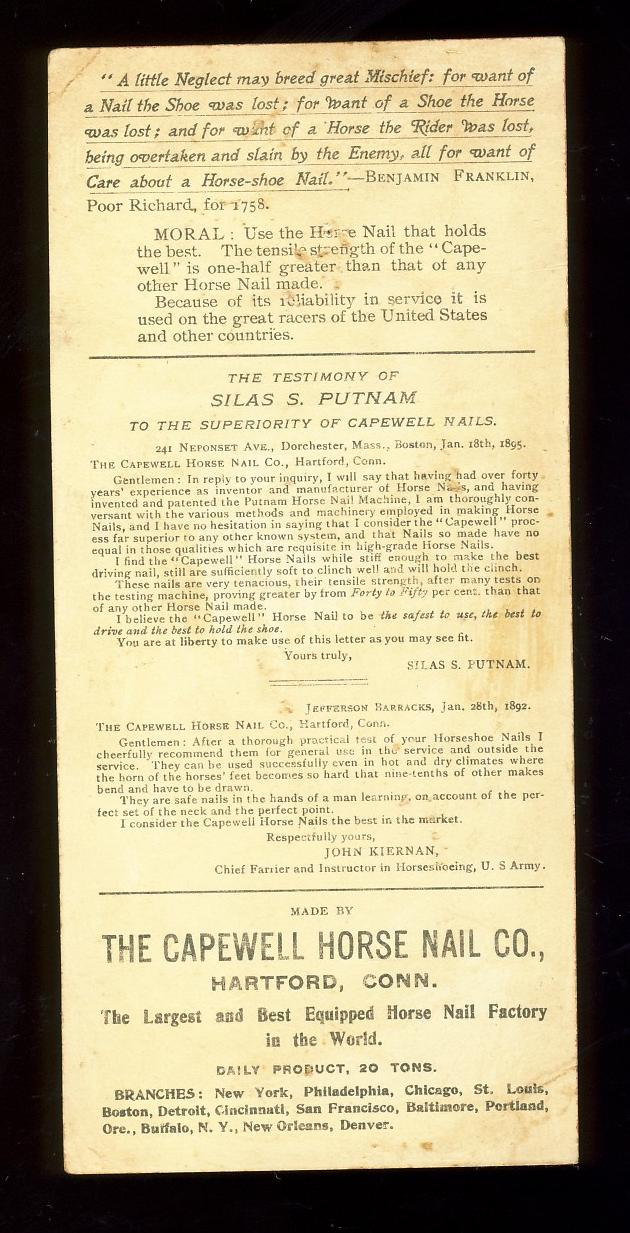 " A little Neglect may breed great Mischief: for want of
a Nail the Shoe was lost; for Want of a Shoe the Horse
was lost; and for want of a Horse the Rider Was lost,
being overtaken and slain by the Enemy, all for want of
Care about a Horse-shoe Nail."—BENJAMIN FRANKLIN,
Poor Richard, for 1758.
MORAL: Use the Horse Nail that holds
the best. The tensile strength of the "Cape-
well" is one-half greater than that of any
other Horse Nail made.
Because of its reliability in service it is
used on the great racers of the United States
and other countries.
THE TESTIMONY OF
SILAS S. PUTNAM
TO THE SUPERIORITY OF CAPEWELL NAILS.
241 NEPONSET AVE., Dorchester, Mass., Boston, Jan. 18th, 1895.
THE CAPEWELL HORSE NAIL CO., Hartford, Conn.
Gentlemen: In reply to your inquiry, I will say that having had over forty
years' experience as inventor and manufacturer of Horse Nails, and having
invented and patented the Putnam Horse Nail Machine, I am thoroughly con-
versant with the various methods and machinery employed in making Horse
Nails, and I have no hesitation in saying that I consider the "Capewell" proc-
ess far superior to any other known system, and that Nails so made have no
equal in those qualities which are requisite in high-grade Horse Nails.
I find the "Capewell" Horse Nails while stiff enough to make the best
driving nail, still are sufficiently soft to clinch well and will hold the clinch.
These nails are very tenacious, their tensile strength, after many tests on
the testing machine, proving greater by from Forty to Fifty per cent. than that
of any other Horse Nail made.
I believe the "Capewell" Horse Nail to be the safest to use, the best to
drive and the best to hold the shoe.
You are at liberty to make use of this letter as you may see fit.
Yours truly,
SILAS S. PUTNAM.
JEFFERSON BARRACKS, Jan. 28th, 1892.
THE CAPEWELL HORSE NAIL CO., Hartford, Conn.
Gentlemen: After a thorough practical test of your Horseshoe Nails I
cheerfully recommend them for general use in the service and outside the
service. They can be used successfully even in hot and dry climates where
the horn of the horses' feet becomes so hard that nine-tenths of other makes
bend and have to be drawn.
They are safe nails in the hands of a man learning, on account of the per-
fect set of the neck and the perfect point.
I consider the Capewell Horse Nails the best in the market.
Respectfully yours,
JOHN KIERNAN,
Chief Farrier and Instructor in Horseshoeing, U. S Army.
MADE BY
THE CAPEWELL HORSE NAIL CO.,
HARTFORD, CONN.
The Largest and Best Equipped Horse Nail Factory
in the World.
DAILY PRODUCT, 20 TONS.
BRANCHES: New York, Philadelphia, Chicago, St. Louis,
Boston, Detroit, Cincinnati, San Francisco, Baltimore, Portland,
Ore., Buffalo, N. Y., New Orleans, Denver.